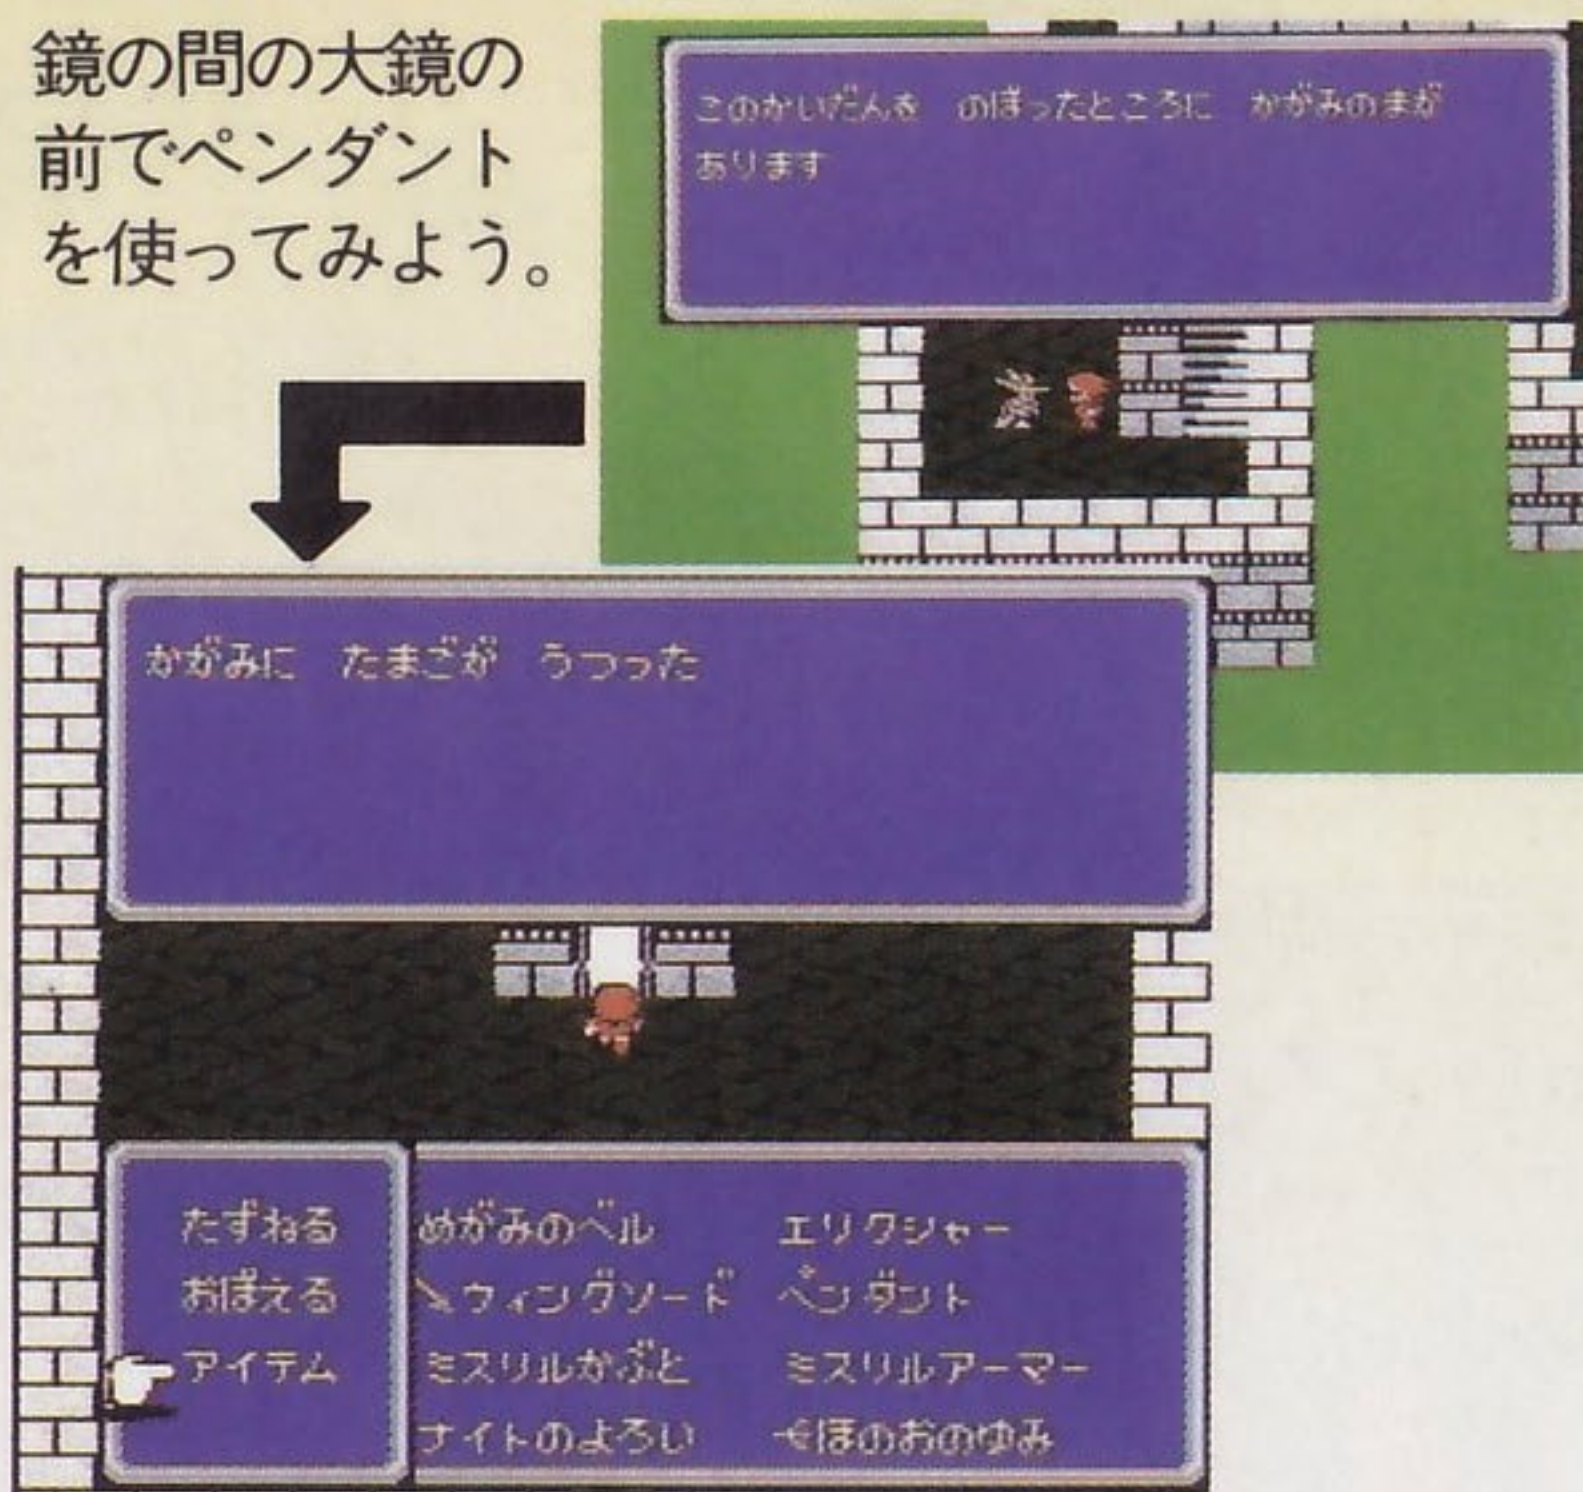 鏡の間の大鏡の
前でペンダント
を使ってみよう。
このかいだんを のぼったところに かがみのまが
あります
かがみに たまごが うつった
たずねる
おぼえる
アイテム
めがみのベル エリクシャー
ウィングソード ペンダント
ミスリルかぶと ミスリルアーマー
ナイトのよろい ほのおのゆみ